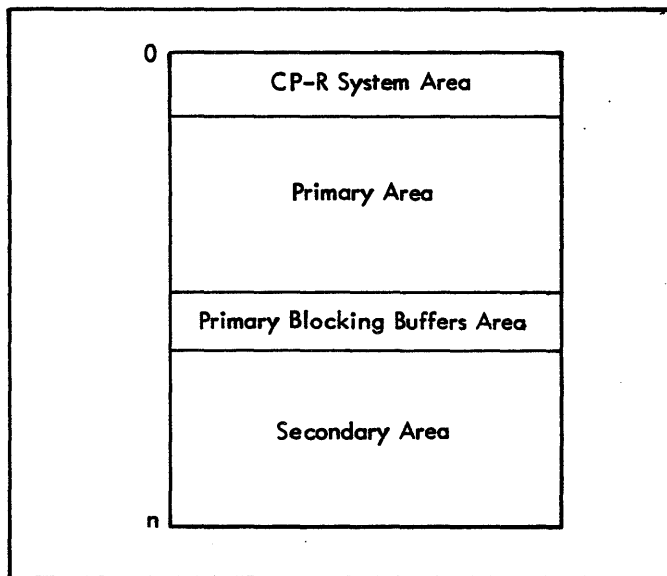 0
CP-R System Area
Primary Area
Primary Blocking Buffers Area
Secondary Area
n